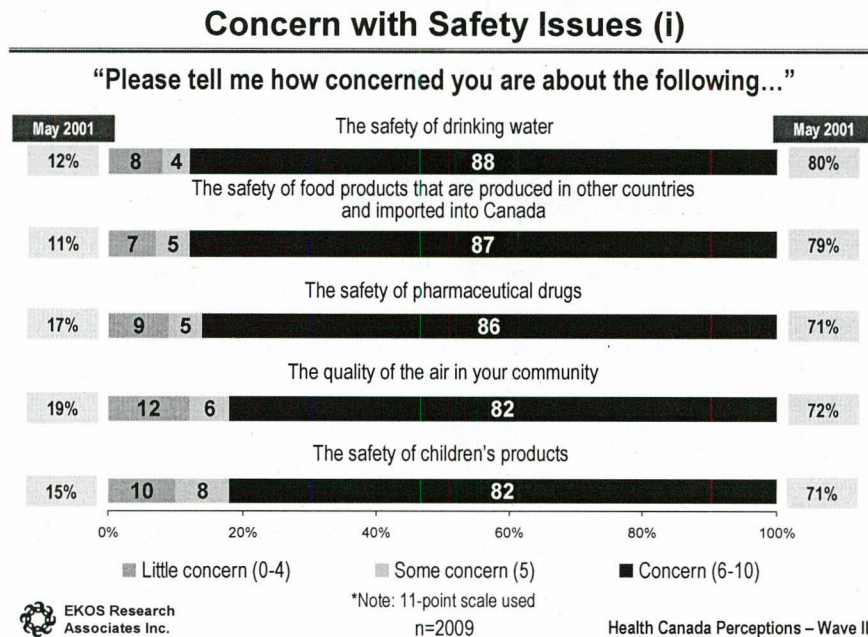 Concern with Safety Issues (i)
“Please tell me how concerned you are about the following...”
May 2001
May 2001
The safety of drinking water
12% 8 4 88 80%
The safety of food products that are produced in other countries
and imported into Canada
11% 7 5 87 79%
The safety of pharmaceutical drugs
17% 9 5 86 71%
The quality of the air in your community
19% 12 6 82 72%
The safety of children’s products
15% 10 8 82 71%
0% 20% 40% 60% 80% 100%
Little concern (0-4) Some concern (5) Concern (6-10)
*Note: 11-point scale used
EKOS Research
Associates Inc.
n=2009
Health Canada Perceptions – Wave II